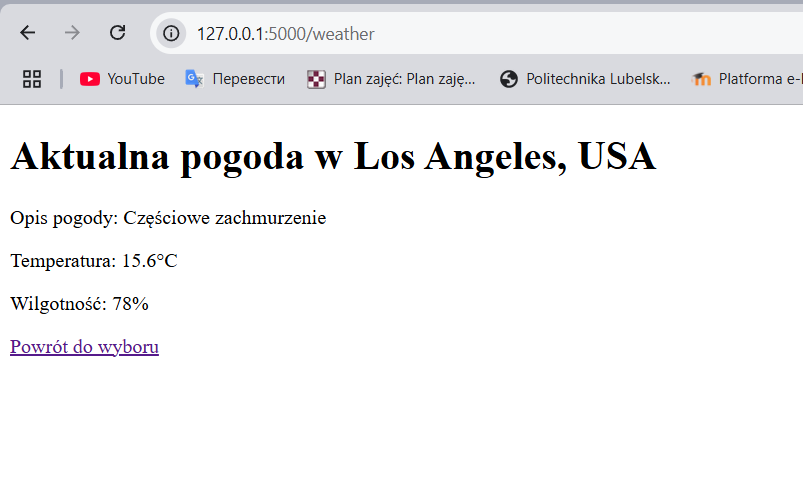 127.0.0.1:5000/weather
YouTube Перевести Plan zajęć: Plan zaję... Politechnika Lubelsk... Platforma e-
Aktualna pogoda w Los Angeles, USA
Opis pogody: Częściowe zachmurzenie
Temperatura: 15.6°C
Wilgotność: 78%
Powrót do wyboru